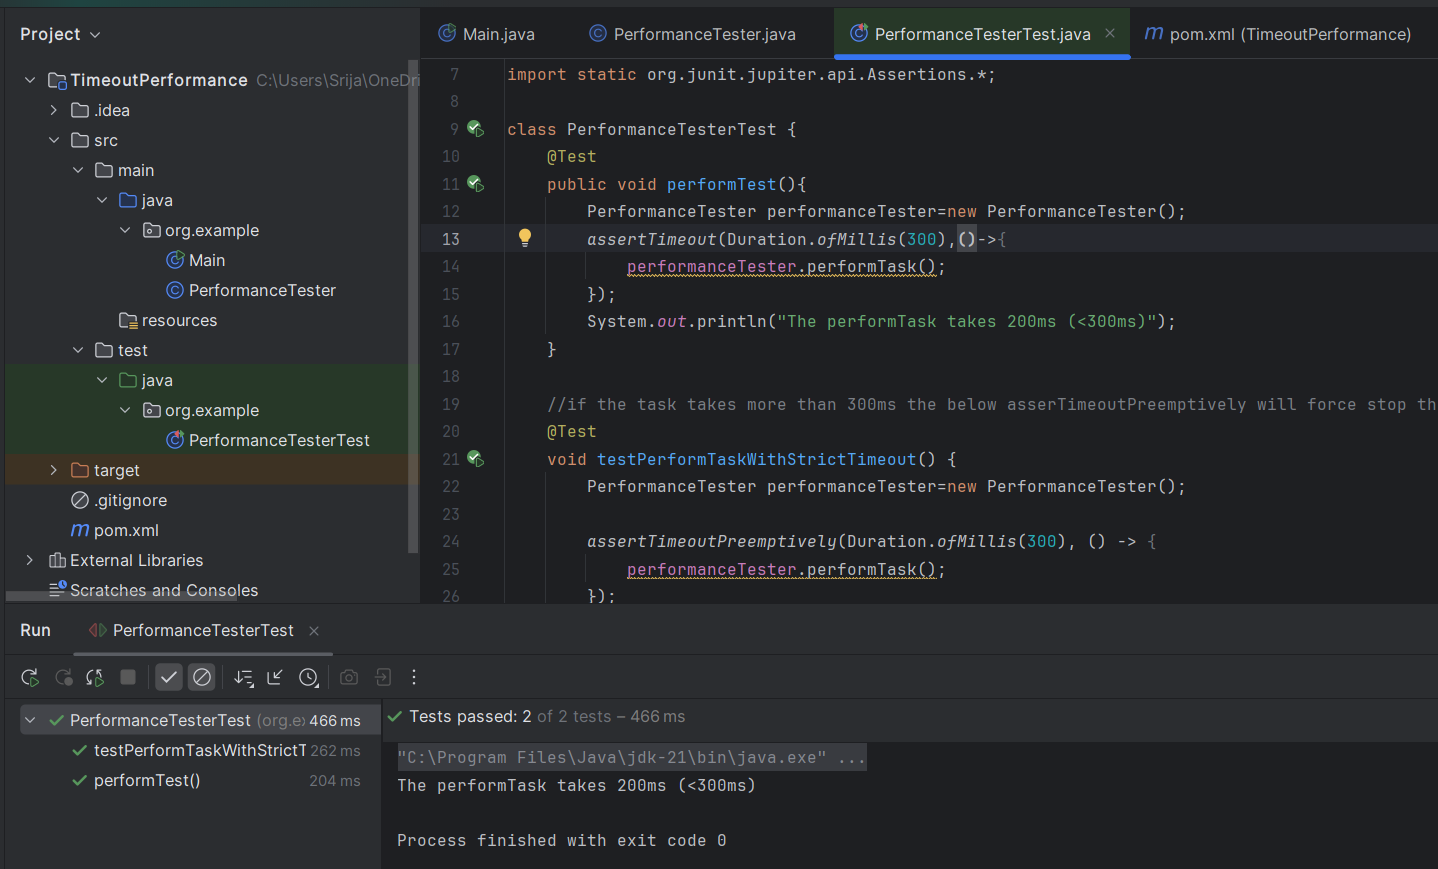 Project
Main.java PerformanceTester.java PerformanceTesterTest.java pom.xml (TimeoutPerformance)
TimeoutPerformance C:\Users\Srija\OneDri
.idea
src
main
java
org.example
Main
PerformanceTester
resources
test
java
org.example
PerformanceTesterTest
target
.gitignore
pom.xml
External Libraries
Scratches and Consoles
7 import static org.junit.jupiter.api.Assertions.*;
8
9 class PerformanceTesterTest {
10 @Test
11 public void performTest(){
12 PerformanceTester performanceTester=new PerformanceTester();
13 assertTimeout(Duration.ofMillis(300),()->{
14 performanceTester.performTask();
15 });
16 System.out.println("The performTask takes 200ms (<300ms)");
17 }
18
19 //if the task takes more than 300ms the below asserTimeoutPreemptively will force stop th
20 @Test
21 void testPerformTaskWithStrictTimeout() {
22 PerformanceTester performanceTester=new PerformanceTester();
23
24 assertTimeoutPreemptively(Duration.ofMillis(300), () -> {
25 performanceTester.performTask();
26 });
Run PerformanceTesterTest
PerformanceTesterTest (org.ex 466 ms
testPerformTaskWithStrictT 262 ms
performTest() 204 ms
Tests passed: 2 of 2 tests – 466 ms
"C:\Program Files\Java\jdk-21\bin\java.exe" ...
The performTask takes 200ms (<300ms)
Process finished with exit code 0